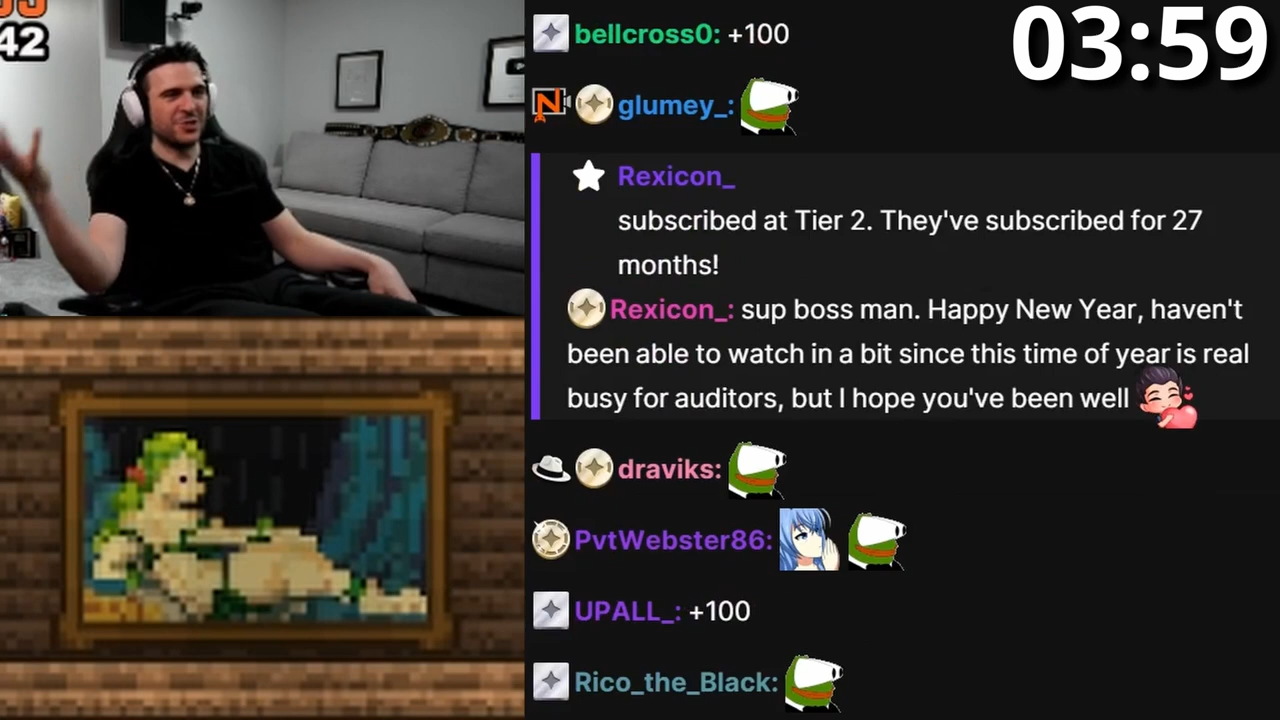 42
03:59
bellcross0: +100
glumey_:
Rexicon_
subscribed at Tier 2. They've subscribed for 27
months!
Rexicon_: sup boss man. Happy New Year, haven't
been able to watch in a bit since this time of year is real
busy for auditors, but I hope you've been well
draviks:
PvtWebster86:
UPALL_: +100
Rico_the_Black: